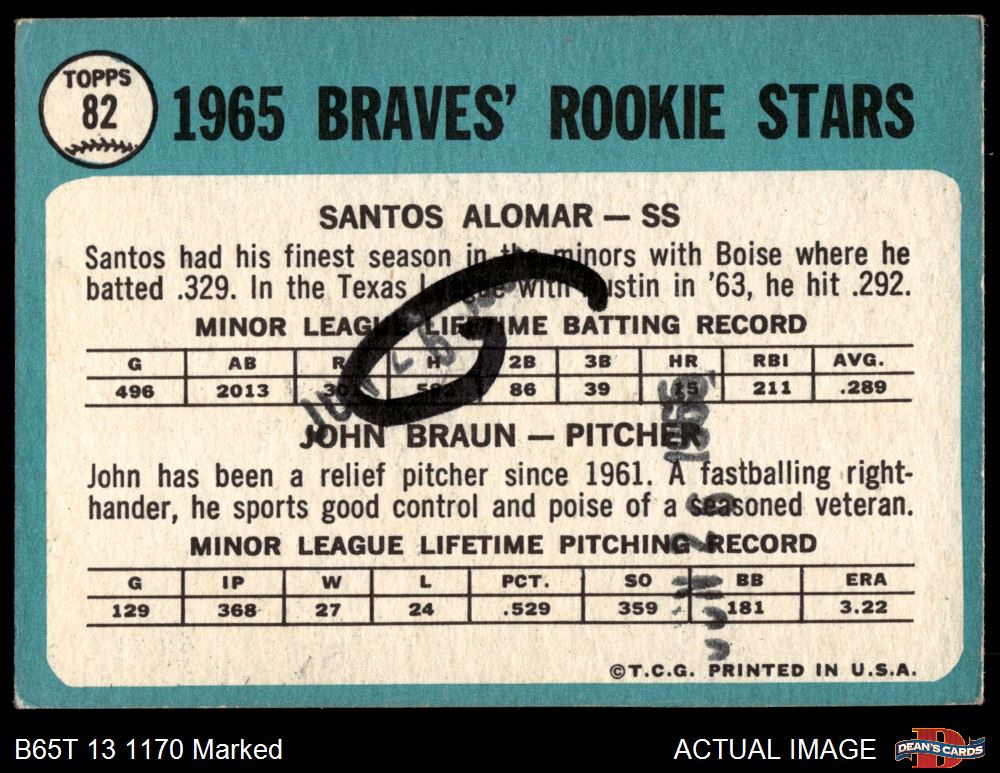 TOPPS
82
1965 BRAVES' ROOKIE STARS
SANTOS ALOMAR — SS
Santos had his finest season in the minors with Boise where he
batted .329. In the Texas League with Austin in '63, he hit .292.
MINOR LEAGUE LIFETIME BATTING RECORD
G AB R H 2B 3B HR RBI AVG.
496 2013 86 39 15 211 .289
JOHN BRAUN — PITCHER
John has been a relief pitcher since 1961. A fastballing right-
hander, he sports good control and poise of a seasoned veteran.
MINOR LEAGUE LIFETIME PITCHING RECORD
G IP W L PCT. SO BB ERA
129 368 27 24 .529 359 181 3.22
©T.C.G. PRINTED IN U.S.A.
B65T 13 1170 Marked
ACTUAL IMAGE
DEAN'S CARDS